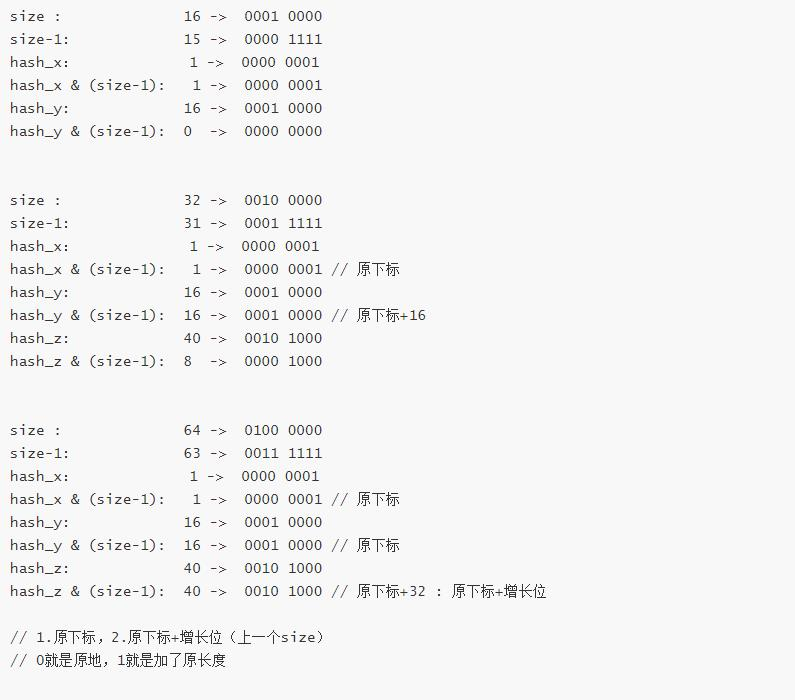 size :              16 ->  0001 0000
size-1:             15 ->  0000 1111
hash_x:              1 ->  0000 0001
hash_x & (size-1):   1 ->  0000 0001
hash_y:             16 ->  0001 0000
hash_y & (size-1):  0  ->  0000 0000
size :              32 ->  0010 0000
size-1:             31 ->  0001 1111
hash_x:              1 ->  0000 0001
hash_x & (size-1):   1 ->  0000 0001 // 原下标
hash_y:             16 ->  0001 0000
hash_y & (size-1):  16 ->  0001 0000 // 原下标+16
hash_z:             40 ->  0010 1000
hash_z & (size-1):  8  ->  0000 1000
size :              64 ->  0100 0000
size-1:             63 ->  0011 1111
hash_x:              1 ->  0000 0001
hash_x & (size-1):   1 ->  0000 0001 // 原下标
hash_y:             16 ->  0001 0000
hash_y & (size-1):  16 ->  0001 0000 // 原下标
hash_z:             40 ->  0010 1000
hash_z & (size-1):  40 ->  0010 1000 // 原下标+32 : 原下标+增长位
// 1.原下标，2.原下标+增长位（上一个size）
// 0就是原地，1就是加了原长度